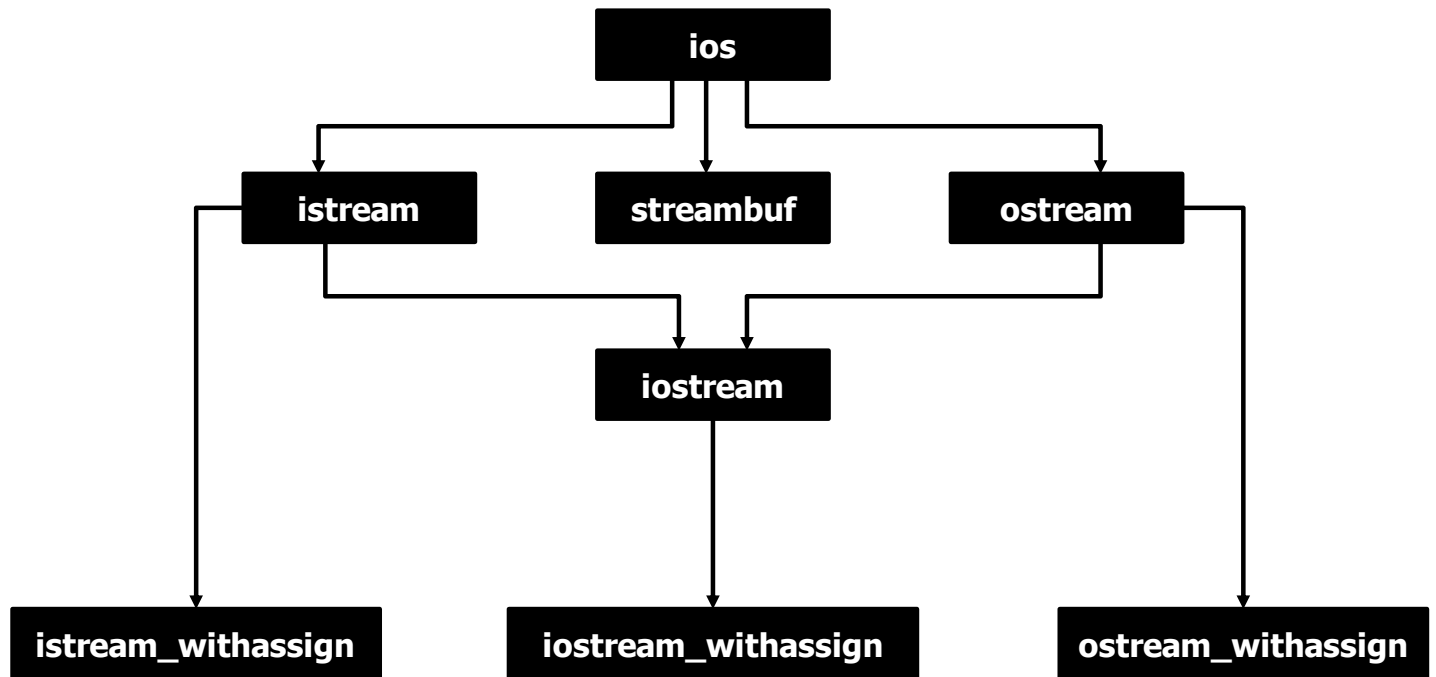 ios
istream
streambuf
ostream
iostream
istream_withassign
iostream_withassign
ostream_withassign